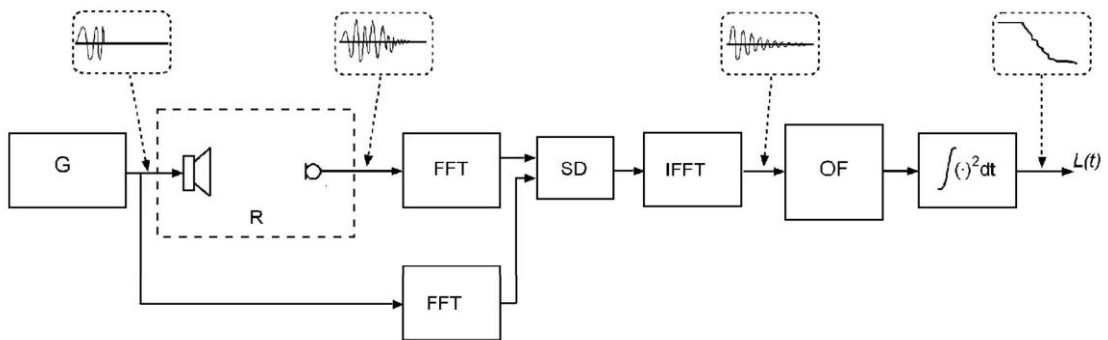 G
R
FFT
FFT
SD
IFFT
OF
∫(·)²dt
L(t)